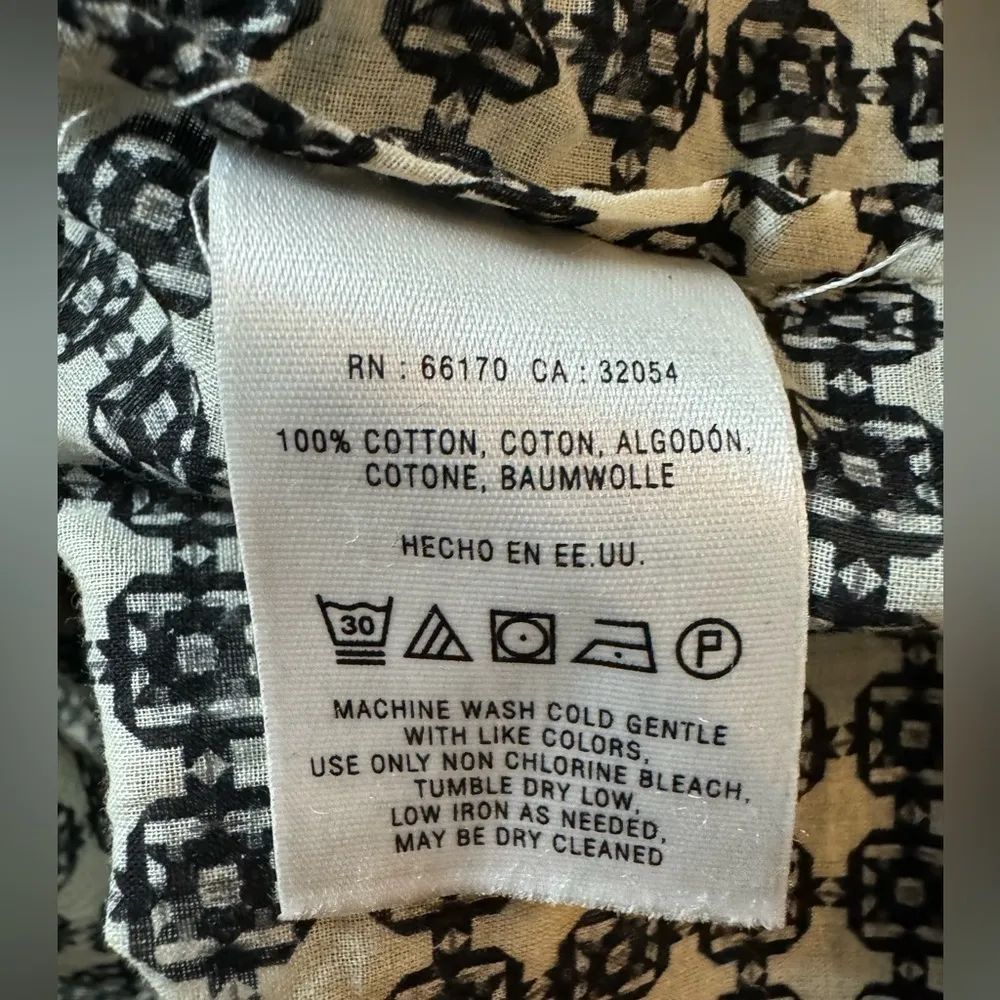 RN : 66170 CA : 32054
100% COTTON, COTON, ALGODÓN,
COTONE, BAUMWOLLE
HECHO EN EE.UU.
30 P
MACHINE WASH COLD GENTLE
WITH LIKE COLORS,
USE ONLY NON CHLORINE BLEACH,
TUMBLE DRY LOW,
LOW IRON AS NEEDED,
MAY BE DRY CLEANED